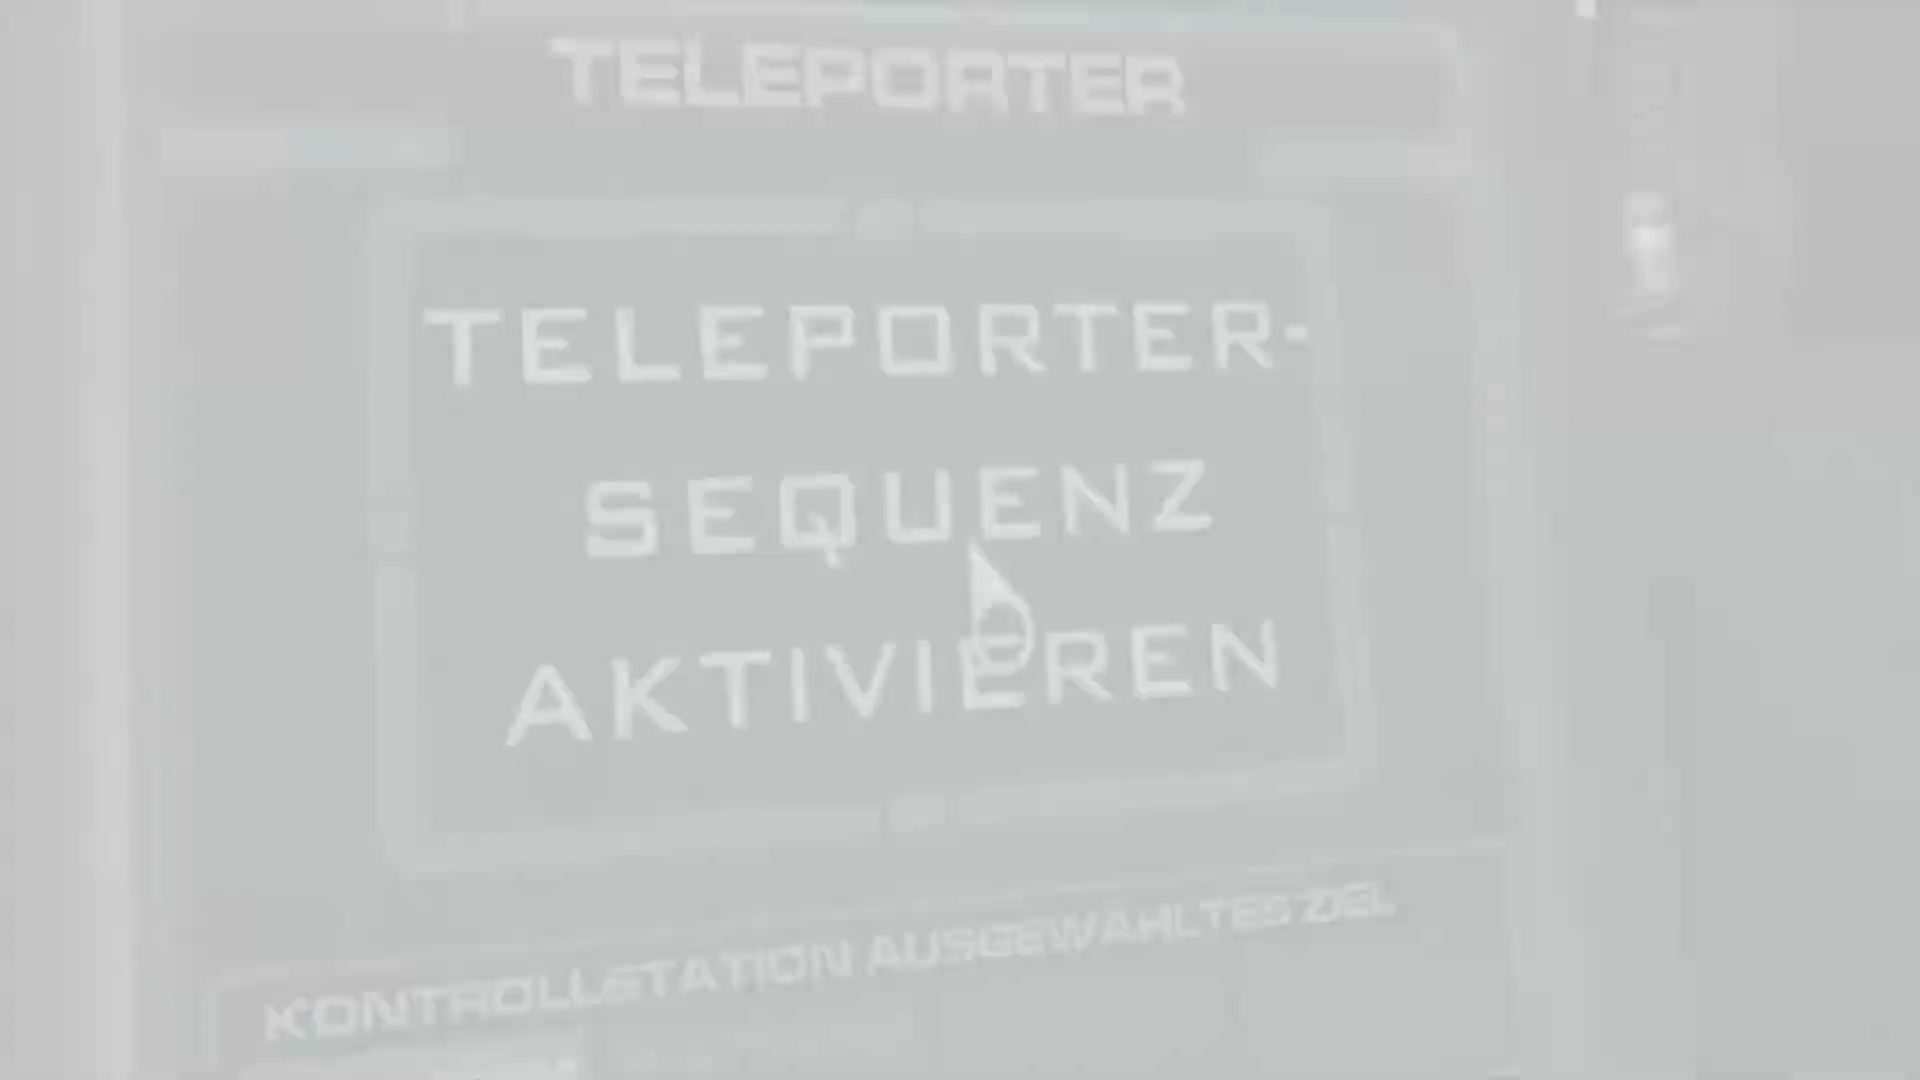 TELEPORTER
TELEPORTER-
SEQUENZ
AKTIVIEREN
KONTROLLSTATION AUSGEWÄHLTES ZIEL